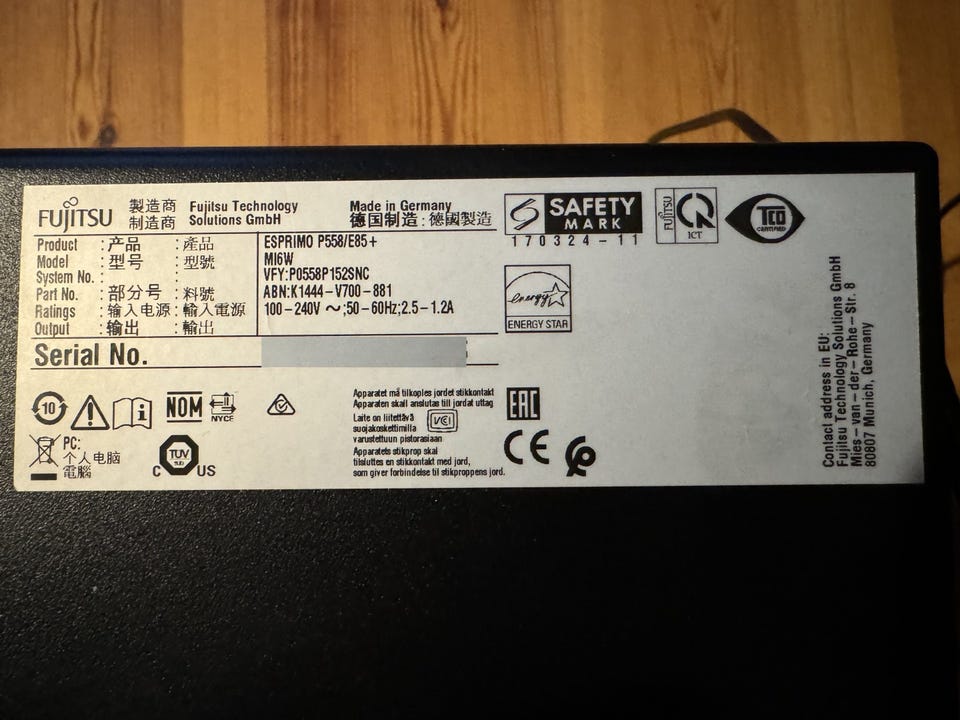 FUJITSU
製造商 Fujitsu Technology
制造商 Solutions GmbH
Made in Germany
德国制造:德國製造
Product :产品 :產品 ESPRIMO P558/E85+
Model :型号 :型號 MI6W
System No. : VFY:P0558P152SNC
Part No. :部分号 :料號 ABN:K1444-V700-881
Ratings :输入电源:輸入電源 100-240V ~;50-60Hz;2.5-1.2A
Output :输出 :輸出
Serial No.
SAFETY
MARK
170324-11
FUJITSU
ICT
TCO
CERTIFIED
energy
ENERGY STAR
10
NOM
NYCE
PC:
个人电脑
電腦
C TÜV US
SÜD
Apparatet må tilkoples jordet stikkontakt
Apparaten skall anslutas till jordat uttag
Laite on liitettävä
suojakoskettimilla
varustettuun pistorasiaan
Apparatets stikprop skal
tilsluttes en stikkontakt med jord,
som giver forbindelse til stikproppens jord.
VCI
EAC
CE
Contact address in EU:
Fujitsu Technology Solutions GmbH
Mies-van-der-Rohe-Str. 8
80807 Munich, Germany